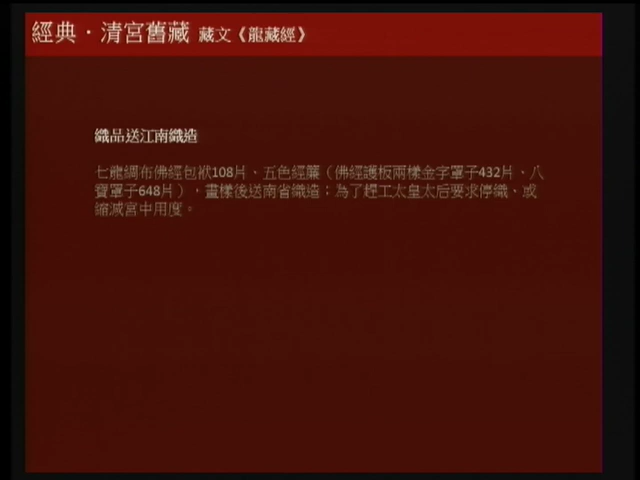 經典．清宮舊藏 藏文《龍藏經》
織品送江南織造
七龍綢布佛經包袱108片、五色經簾（佛經護板兩樣金字罩子432片、八
寶罩子648片），畫樣後送南省織造；為了趕工太皇太后要求停織、或
縮減宮中用度。